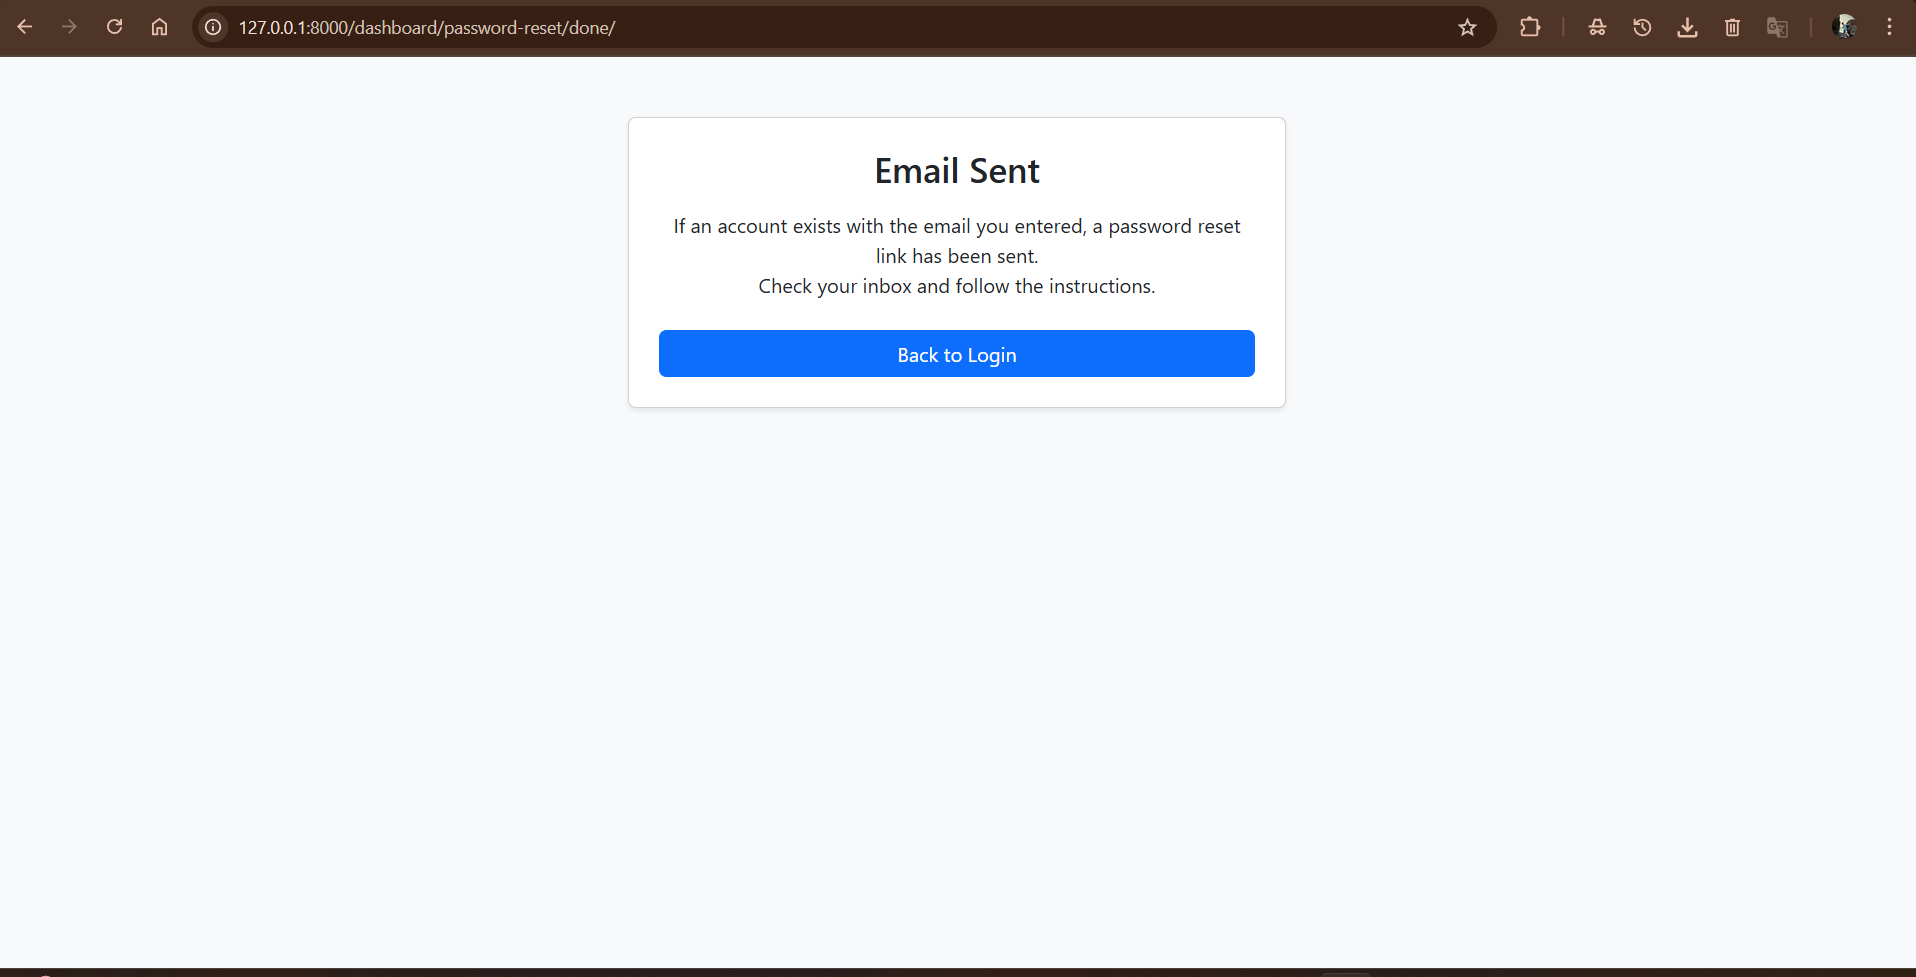 127.0.0.1:8000/dashboard/password-reset/done/
Email Sent
If an account exists with the email you entered, a password reset
link has been sent.
Check your inbox and follow the instructions.
Back to Login